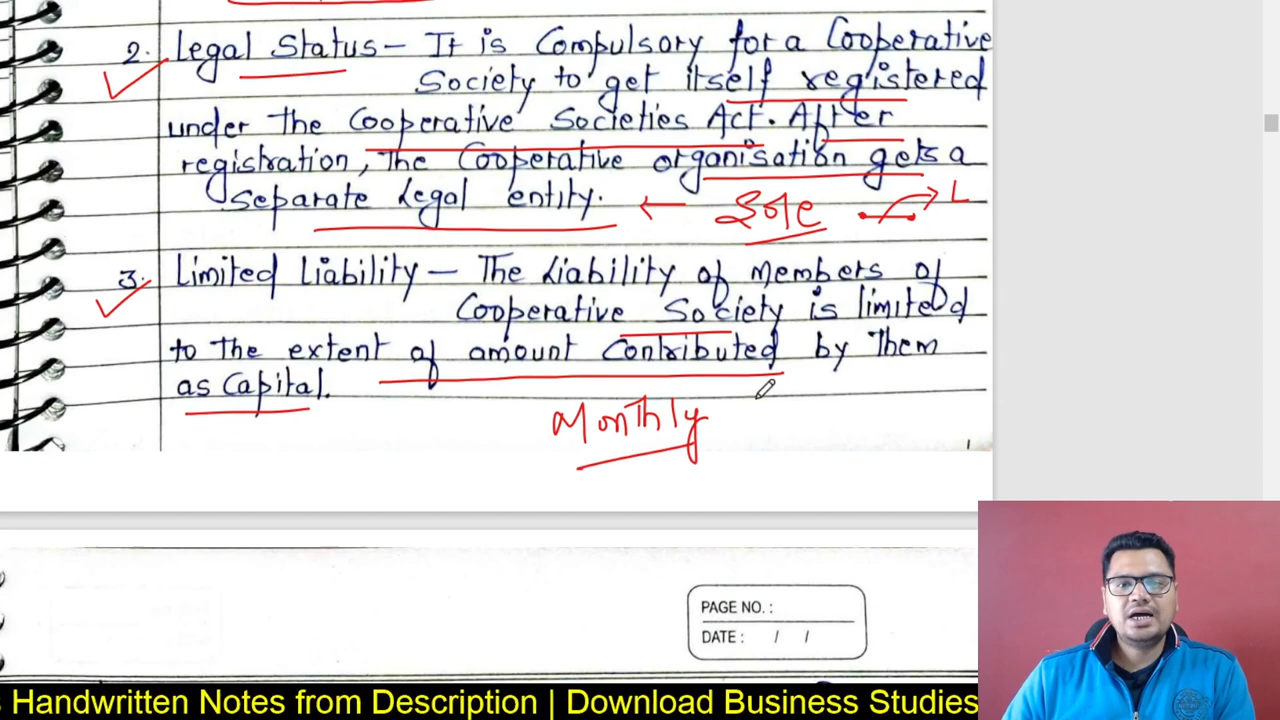 2. Legal Status – It is Compulsory for a Cooperative
Society to get itself registered
under the Cooperative Societies Act. After
registration, the Cooperative organisation gets a
Separate Legal entity. ← Sole L
3. Limited Liability – The Liability of members of
Cooperative Society is limited
to the extent of amount Contributed by Them
as Capital.
Monthly
PAGE NO. :
DATE : / /
Handwritten Notes from Description | Download Business Studies